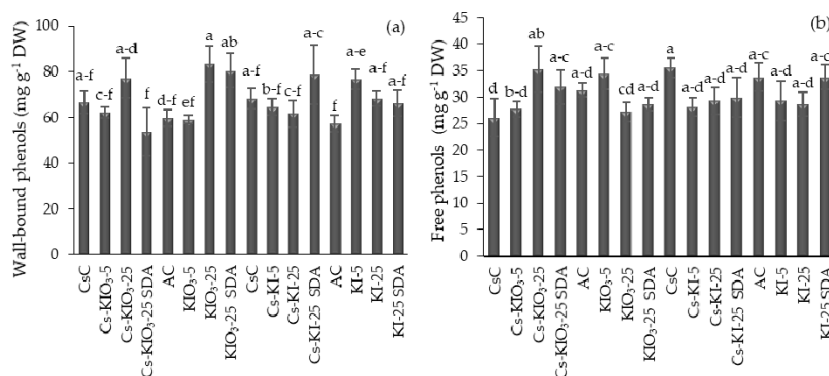 (a)
Wall-bound phenols (mg g⁻¹ DW)
100
80
60
40
20
0
a-f
c-f
a-d
f
d-f
ef
a
ab
a-f
b-f
c-f
a-c
f
a-e
a-f
a-f
CsC
Cs-KIO₃-5
Cs-KIO₃-25
Cs-KIO₃-25 SDA
AC
KIO₃-5
KIO₃-25
KIO₃-25 SDA
CsC
Cs-KI-5
Cs-KI-25
Cs-KI-25 SDA
AC
KI-5
KI-25
KI-25 SDA
(b)
Free phenols (mg g⁻¹ DW)
45
40
35
30
25
20
15
10
5
0
d
b-d
ab
a-c
a-d
a-c
cd
a-d
a
a-d
a-d
a-d
a-c
a-d
a-d
a-c
CsC
Cs-KIO₃-5
Cs-KIO₃-25
Cs-KIO₃-25 SDA
AC
KIO₃-5
KIO₃-25
KIO₃-25 SDA
CsC
Cs-KI-5
Cs-KI-25
Cs-KI-25 SDA
AC
KI-5
KI-25
KI-25 SDA